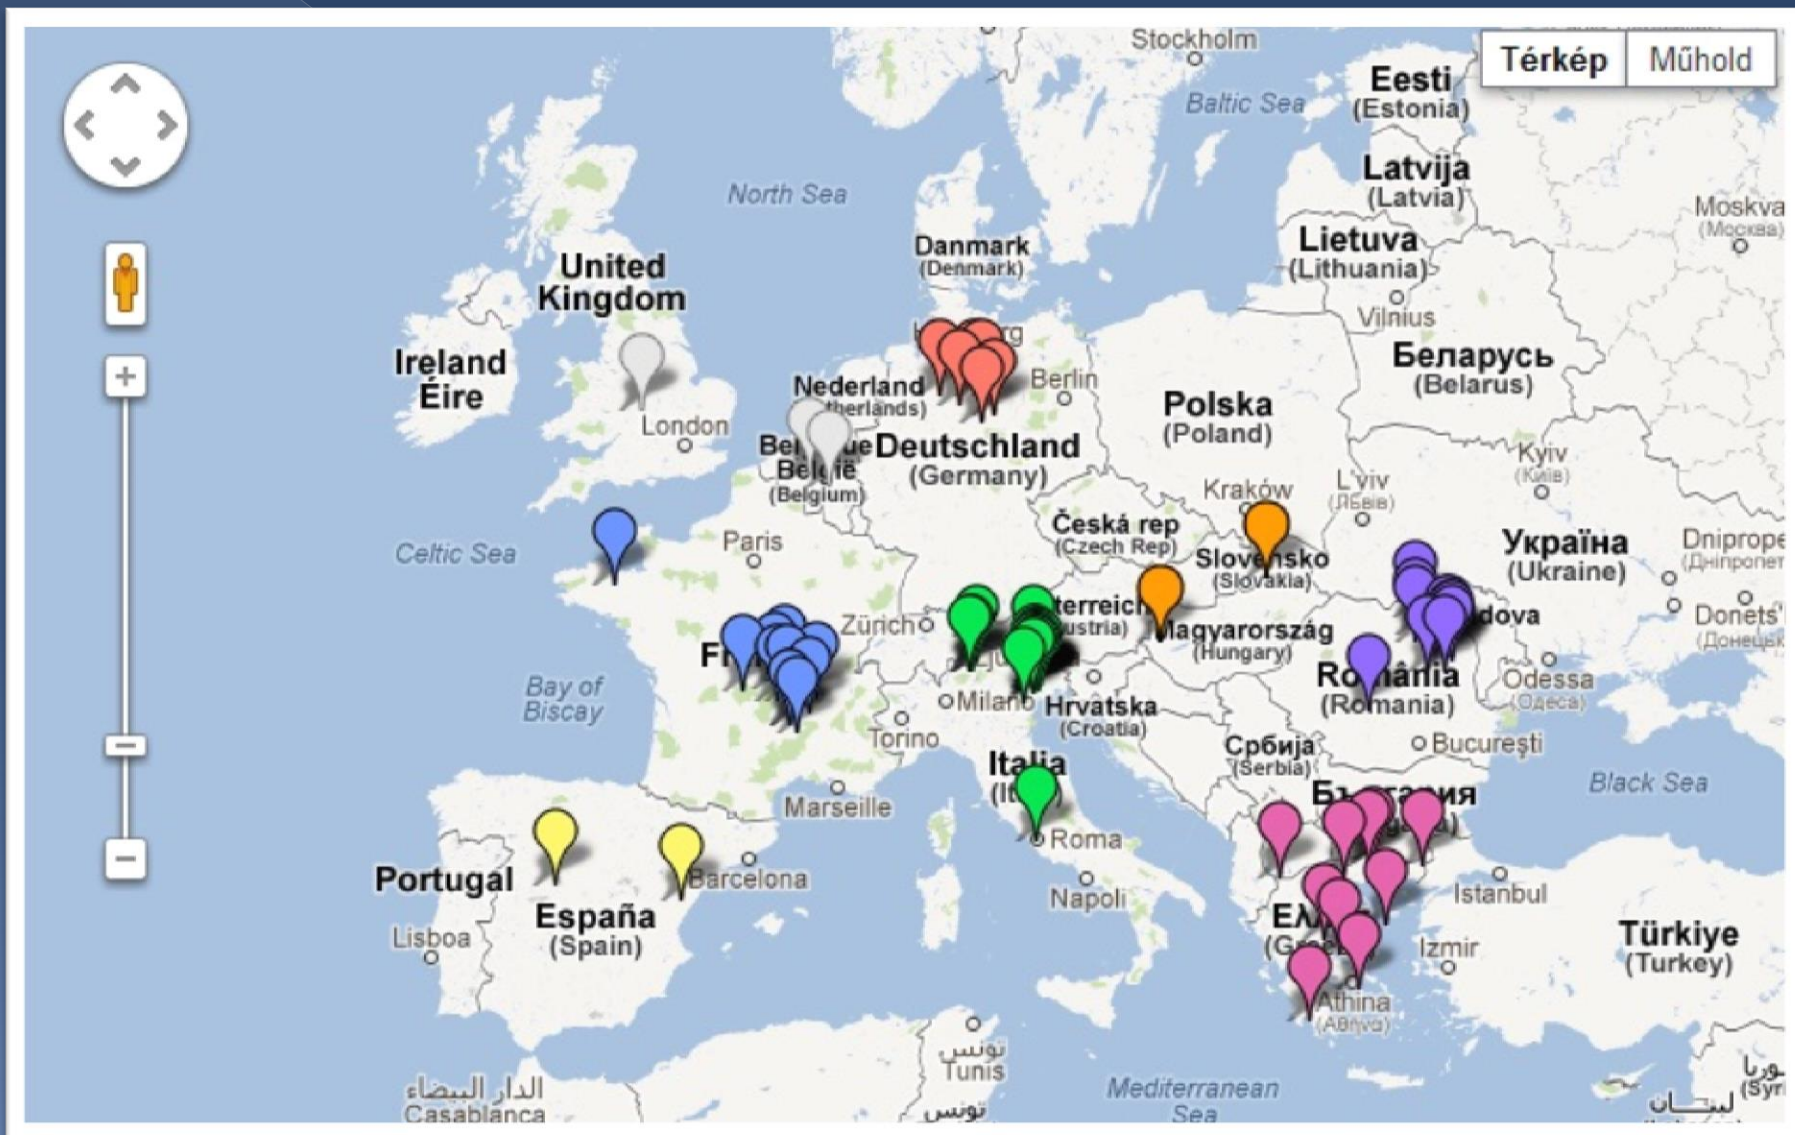 Stockholm
Térkép
Műhold
Eesti
(Estonia)
Baltic Sea
Latvija
(Latvia)
North Sea
Moskva
(Москва)
Danmark
(Denmark)
Lietuva
(Lithuania)
United
Kingdom
Vilnius
Ireland
Éire
Беларусь
(Belarus)
Nederland
Berlin
Polska
(Poland)
London
Deutschland
(Germany)
België
(Belgium)
Kyiv
(Київ)
Kraków
L'viv
(Львів)
Celtic Sea
Paris
Česká rep
(Czech Rep)
Slovensko
(Slovakia)
Україна
(Ukraine)
Zürich
Magyarország
(Hungary)
Bay of
Biscay
Milano
Hrvatska
(Croatia)
România
(Romania)
Odessa
(Одеса)
Torino
Србија
(Serbia)
Bucureşti
Italia
Marseille
Black Sea
Roma
Portugal
Barcelona
Napoli
Istanbul
España
(Spain)
Lisboa
Izmir
Türkiye
(Turkey)
Athina
(Αθήνα)
تونس
Tunis
الدار البيضاء
Casablanca
تونس
Mediterranean
Sea